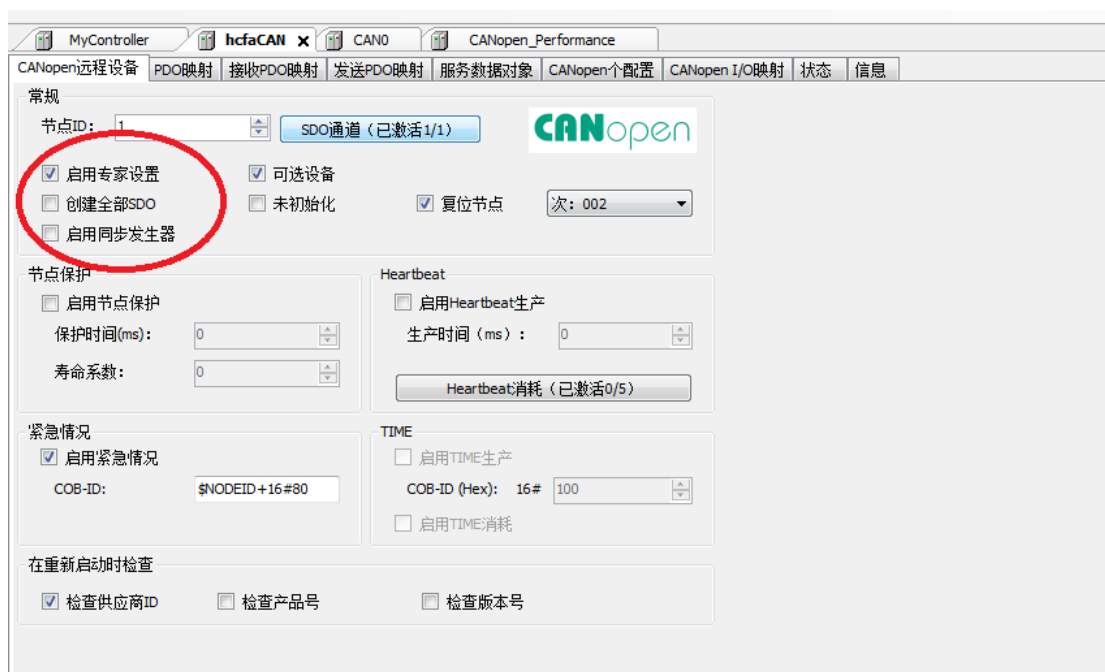 MyController hcfaCAN CAN0 CANopen_Performance
CANopen远程设备 PDO映射 接收PDO映射 发送PDO映射 服务数据对象 CANopen个配置 CANopen I/O映射 状态 信息
常规
节点ID: 1 SDO通道（已激活1/1） CANopen
启用专家设置 可选设备
创建全部SDO 未初始化 复位节点 次: 002
启用同步发生器
节点保护 Heartbeat
启用节点保护 启用Heartbeat生产
保护时间(ms): 0 生产时间（ms）: 0
寿命系数: 0
Heartbeat消耗（已激活0/5）
紧急情况 TIME
启用紧急情况 启用TIME生产
COB-ID: $NODEID+16#80 COB-ID (Hex): 16# 100
启用TIME消耗
在重新启动时检查
检查供应商ID 检查产品号 检查版本号